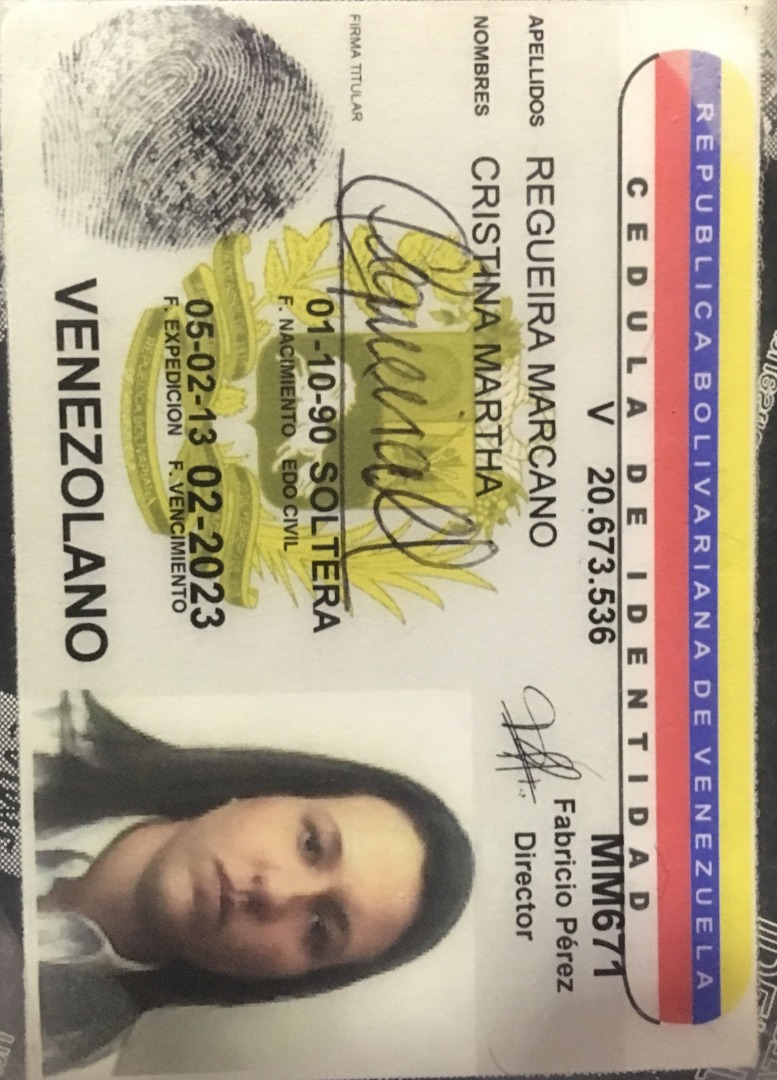 REPUBLICA BOLIVARIANA DE VENEZUELA
CEDULA DE IDENTIDAD
V 20.673.536
MM671
APELLIDOS REGUEIRA MARCANO
Fabricio Pérez
Director
NOMBRES CRISTINA MARTHA
FIRMA TITULAR
01-10-90 SOLTERA
F. NACIMIENTO EDO CIVIL
05-02-13 02-2023
F. EXPEDICION F. VENCIMIENTO
VENEZOLANO